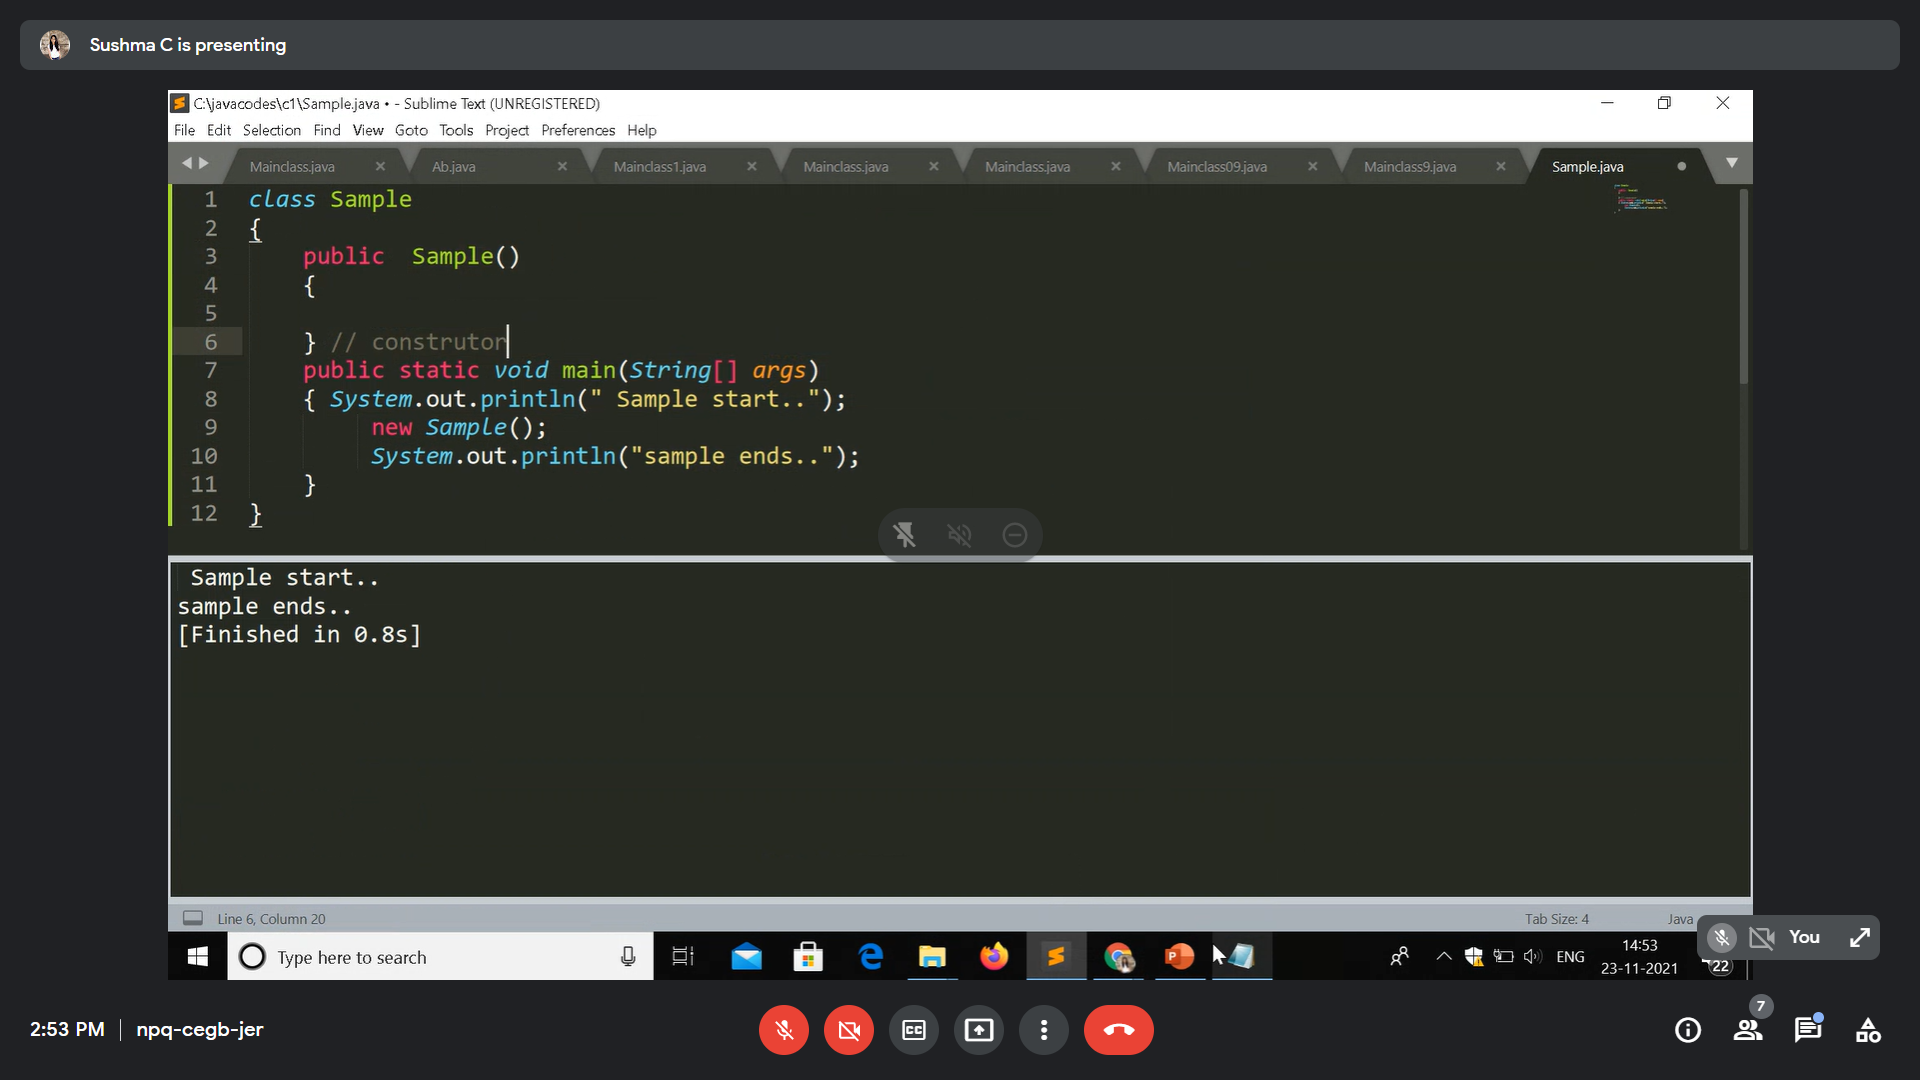 Sushma C is presenting
C:\javacodes\c1\Sample.java • - Sublime Text (UNREGISTERED)
File Edit Selection Find View Goto Tools Project Preferences Help
Mainclass.java Ab.java Mainclass1.java Mainclass.java Mainclass.java Mainclass09.java Mainclass9.java Sample.java
1 class Sample
2 {
3 public  Sample()
4 {
5
6 } // construtor
7 public static void main(String[] args)
8 { System.out.println(" Sample start..");
9 new Sample();
10 System.out.println("sample ends..");
11 }
12 }
Sample start..
sample ends..
[Finished in 0.8s]
Line 6, Column 20 Tab Size: 4 Java
You
Type here to search ENG 14:53
23-11-2021 22
2:53 PM npq-cegb-jer CC 7